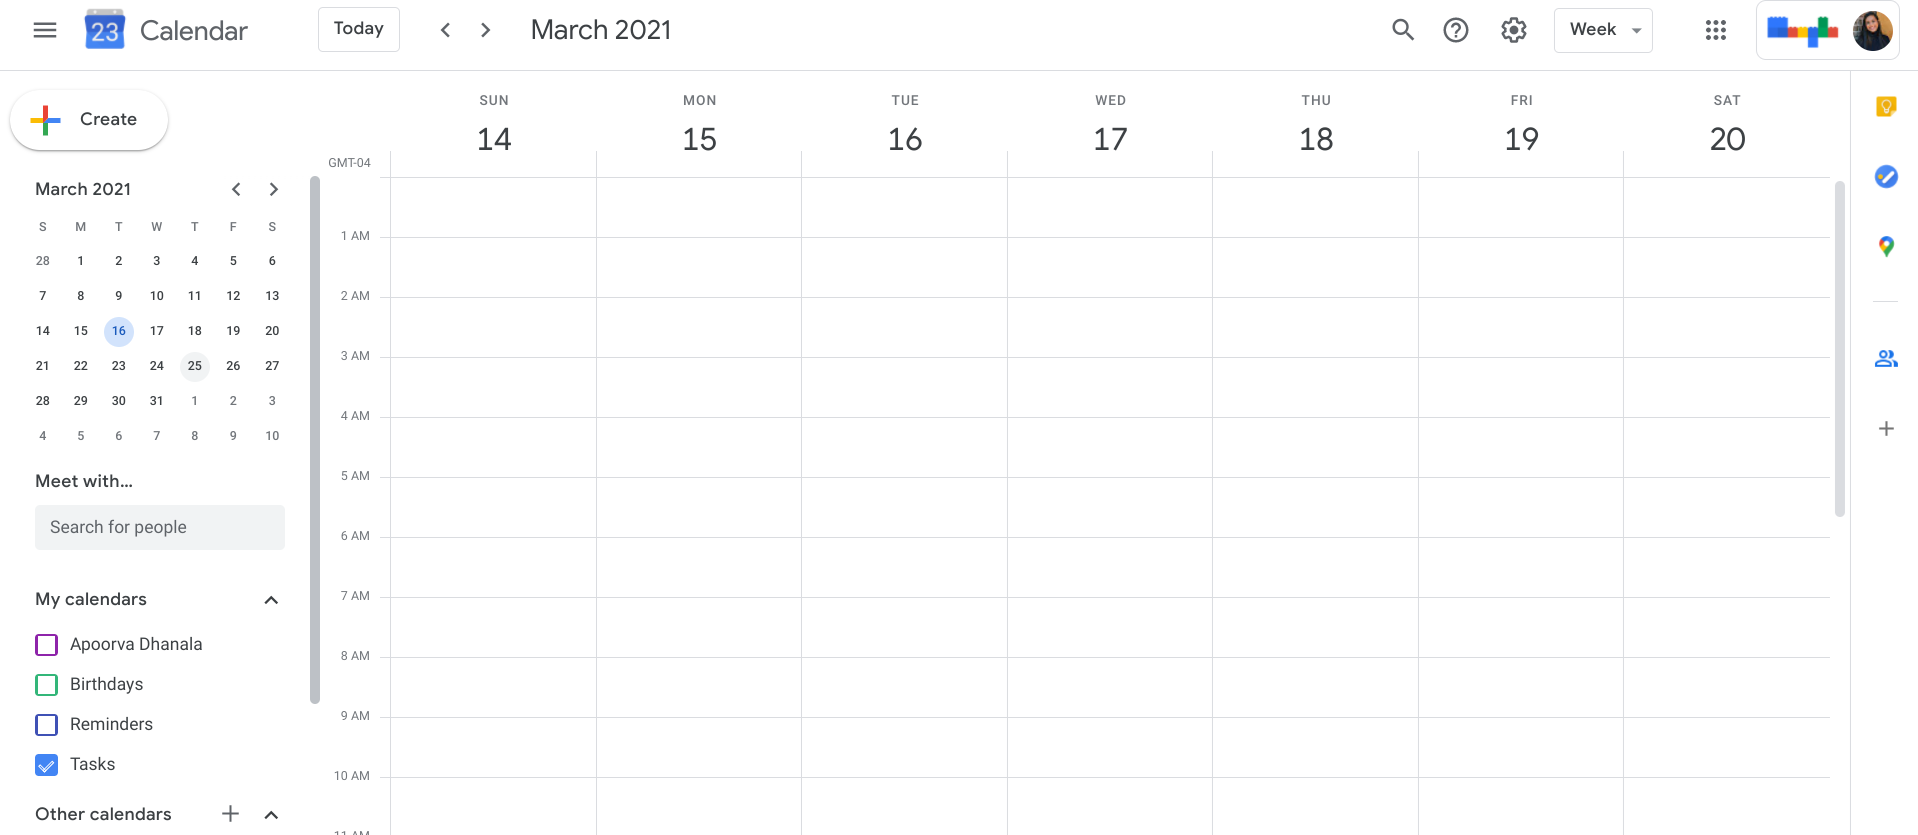 23 Calendar Today March 2021 Week
Create
March 2021
S M T W T F S
28 1 2 3 4 5 6
7 8 9 10 11 12 13
14 15 16 17 18 19 20
21 22 23 24 25 26 27
28 29 30 31 1 2 3
4 5 6 7 8 9 10
Meet with...
Search for people
My calendars
Apoorva Dhanala
Birthdays
Reminders
Tasks
Other calendars
SUN MON TUE WED THU FRI SAT
14 15 16 17 18 19 20
GMT-04
1 AM
2 AM
3 AM
4 AM
5 AM
6 AM
7 AM
8 AM
9 AM
10 AM
11 AM